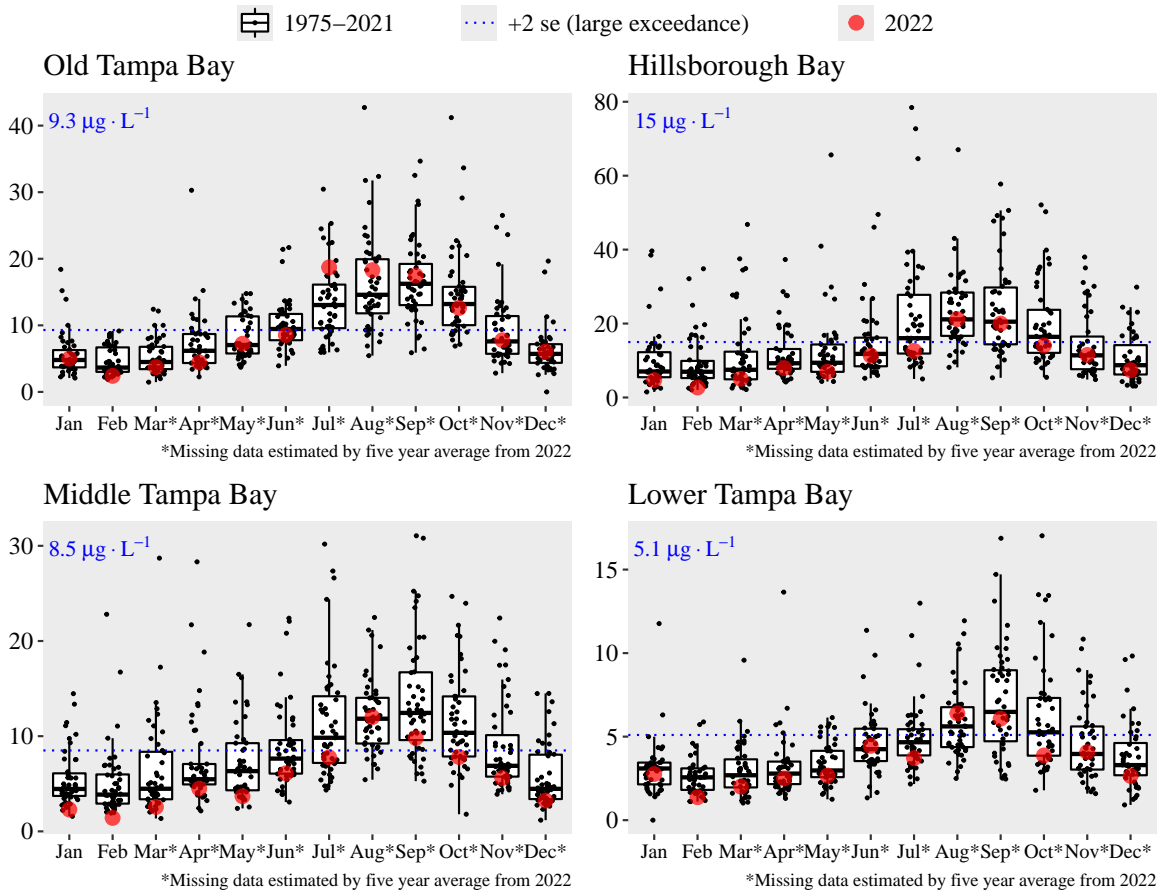 1975–2021 +2 se (large exceedance) 2022
Old Tampa Bay
9.3 μg · L⁻¹
40
30
20
10
0
Jan Feb Mar* Apr* May* Jun* Jul* Aug* Sep* Oct* Nov* Dec*
*Missing data estimated by five year average from 2022
Hillsborough Bay
15 μg · L⁻¹
80
60
40
20
0
Jan Feb Mar* Apr* May* Jun* Jul* Aug* Sep* Oct* Nov* Dec*
*Missing data estimated by five year average from 2022
Middle Tampa Bay
8.5 μg · L⁻¹
30
20
10
0
Jan Feb Mar* Apr* May* Jun* Jul* Aug* Sep* Oct* Nov* Dec*
*Missing data estimated by five year average from 2022
Lower Tampa Bay
5.1 μg · L⁻¹
15
10
5
0
Jan Feb Mar* Apr* May* Jun* Jul* Aug* Sep* Oct* Nov* Dec*
*Missing data estimated by five year average from 2022